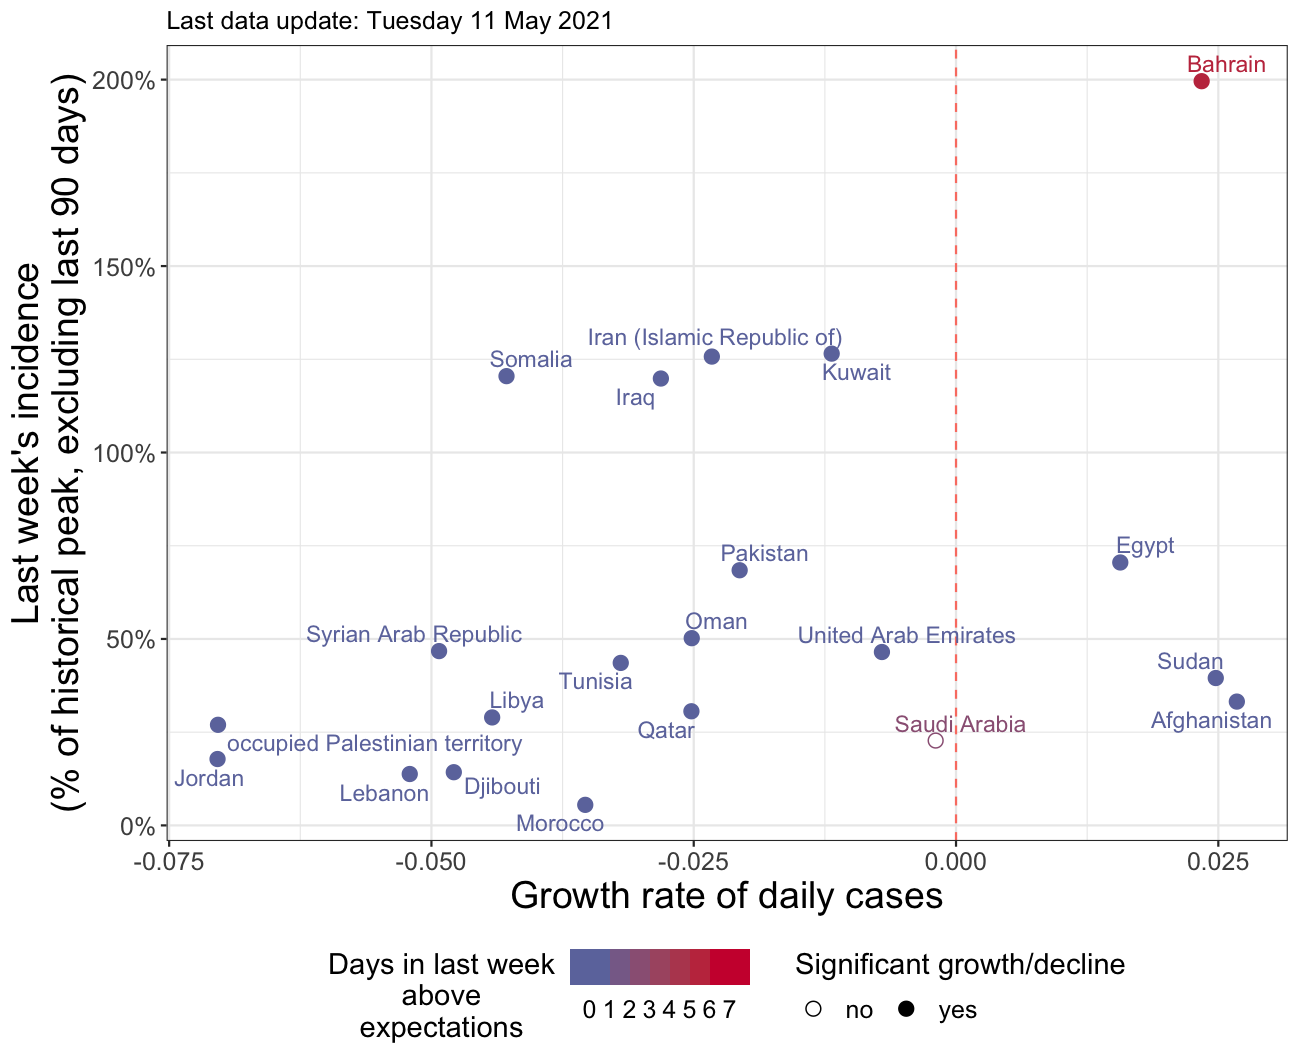 Last data update: Tuesday 11 May 2021
Last week's incidence
(% of historical peak, excluding last 90 days)
200%
150%
100%
50%
0%
Bahrain
Iran (Islamic Republic of)
Somalia
Kuwait
Iraq
Egypt
Pakistan
Oman
Syrian Arab Republic
United Arab Emirates
Sudan
Tunisia
Libya
Afghanistan
Saudi Arabia
Qatar
occupied Palestinian territory
Jordan
Djibouti
Lebanon
Morocco
-0.075 -0.050 -0.025 0.000 0.025
Growth rate of daily cases
Days in last week
above
expectations
0 1 2 3 4 5 6 7
Significant growth/decline
no yes